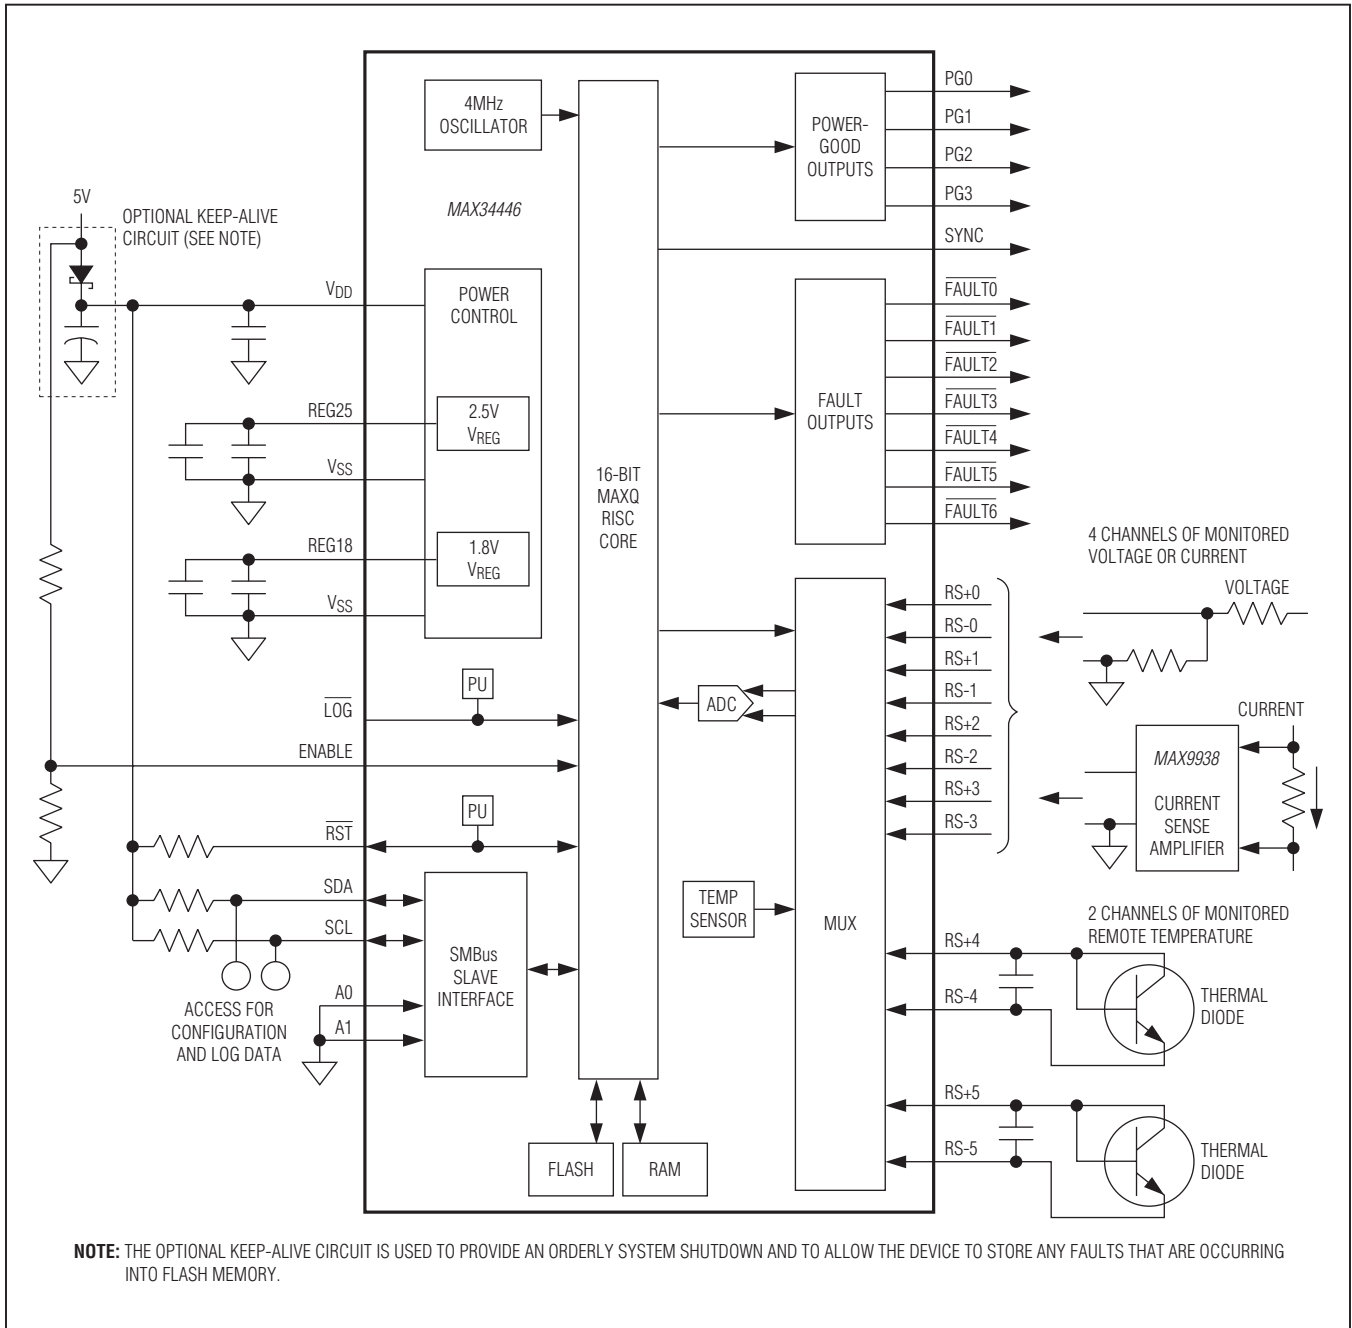 4MHz
OSCILLATOR
MAX34446
5V
OPTIONAL KEEP-ALIVE
CIRCUIT (SEE NOTE)
VDD
POWER
CONTROL
REG25
2.5V
VREG
VSS
REG18
1.8V
VREG
VSS
PU
LOG
ENABLE
PU
RST
SDA
SCL
A0
A1
ACCESS FOR
CONFIGURATION
AND LOG DATA
SMBus
SLAVE
INTERFACE
16-BIT
MAXQ
RISC
CORE
FLASH
RAM
POWER-
GOOD
OUTPUTS
PG0
PG1
PG2
PG3
SYNC
FAULT
OUTPUTS
FAULT0
FAULT1
FAULT2
FAULT3
FAULT4
FAULT5
FAULT6
ADC
TEMP
SENSOR
MUX
RS+0
RS-0
RS+1
RS-1
RS+2
RS-2
RS+3
RS-3
RS+4
RS-4
RS+5
RS-5
4 CHANNELS OF MONITORED
VOLTAGE OR CURRENT
VOLTAGE
CURRENT
MAX9938
CURRENT
SENSE
AMPLIFIER
2 CHANNELS OF MONITORED
REMOTE TEMPERATURE
THERMAL
DIODE
THERMAL
DIODE
NOTE: THE OPTIONAL KEEP-ALIVE CIRCUIT IS USED TO PROVIDE AN ORDERLY SYSTEM SHUTDOWN AND TO ALLOW THE DEVICE TO STORE ANY FAULTS THAT ARE OCCURRING
INTO FLASH MEMORY.